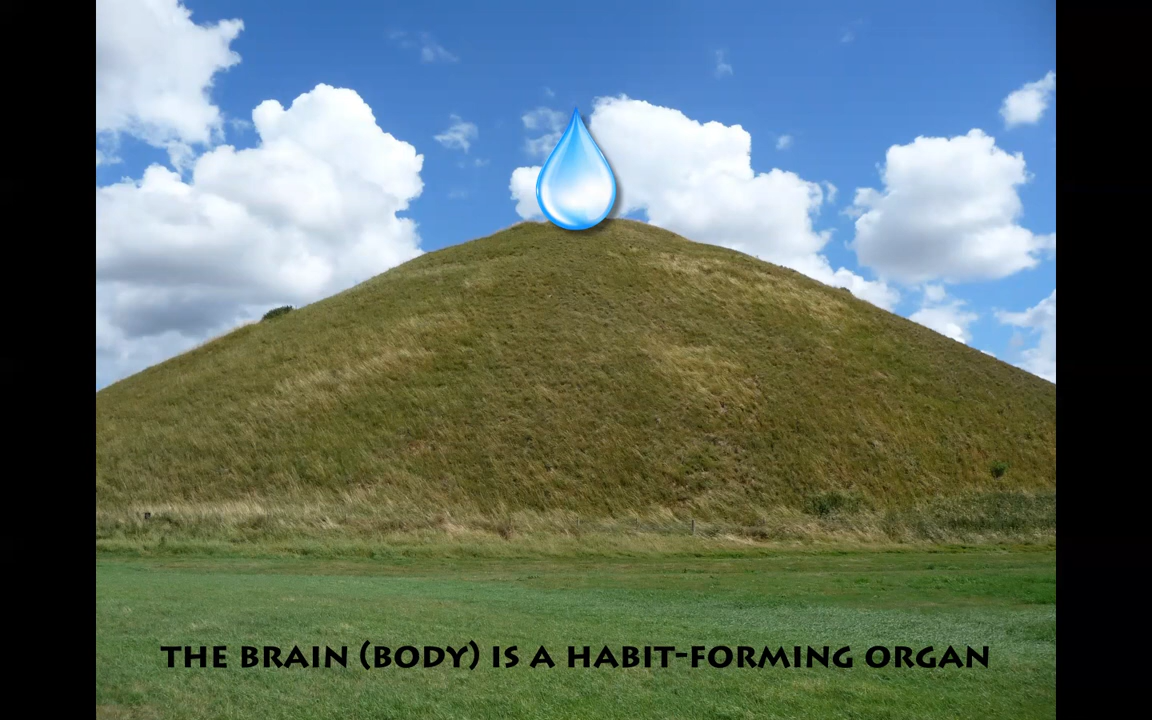 THE BRAIN (BODY) IS A HABIT-FORMING ORGAN